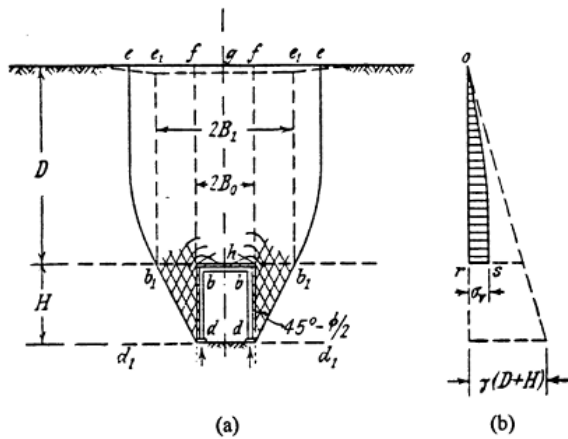 e e₁ f g f e₁ e o
2B₁
D
2B₀
h
b₁ b b b₁ r s
σᵥ
H
d d 45°-ϕ/2
d₁ d₁
γ(D+H)
(a) (b)